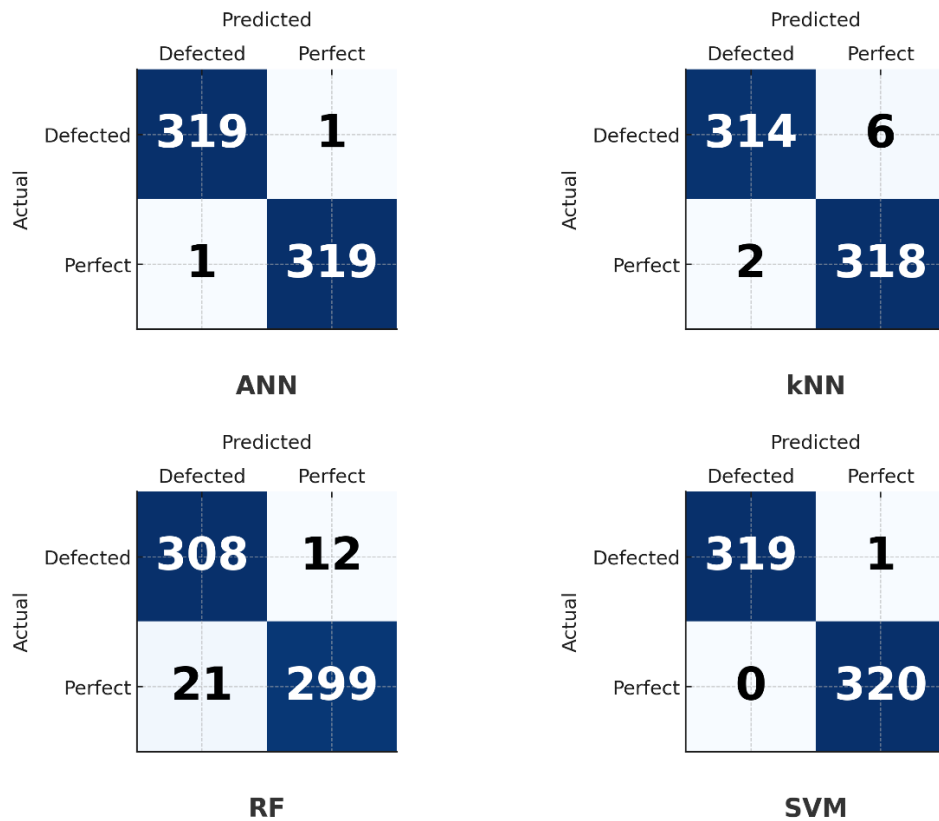 Predicted
Defected Perfect
Actual
Defected 319 1
Perfect 1 319
ANN
Predicted
Defected Perfect
Actual
Defected 314 6
Perfect 2 318
kNN
Predicted
Defected Perfect
Actual
Defected 308 12
Perfect 21 299
RF
Predicted
Defected Perfect
Actual
Defected 319 1
Perfect 0 320
SVM